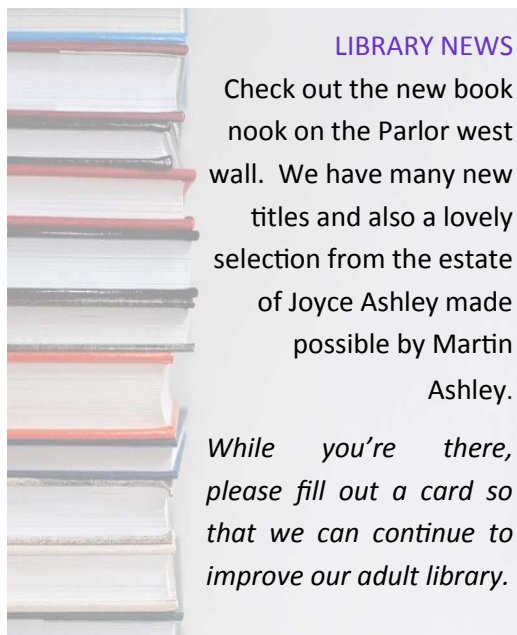 LIBRARY NEWS
Check out the new book
nook on the Parlor west
wall.  We have many new
titles and also a lovely
selection from the estate
of Joyce Ashley made
possible by Martin
Ashley.
While you’re there,
please fill out a card so
that we can continue to
improve our adult library.